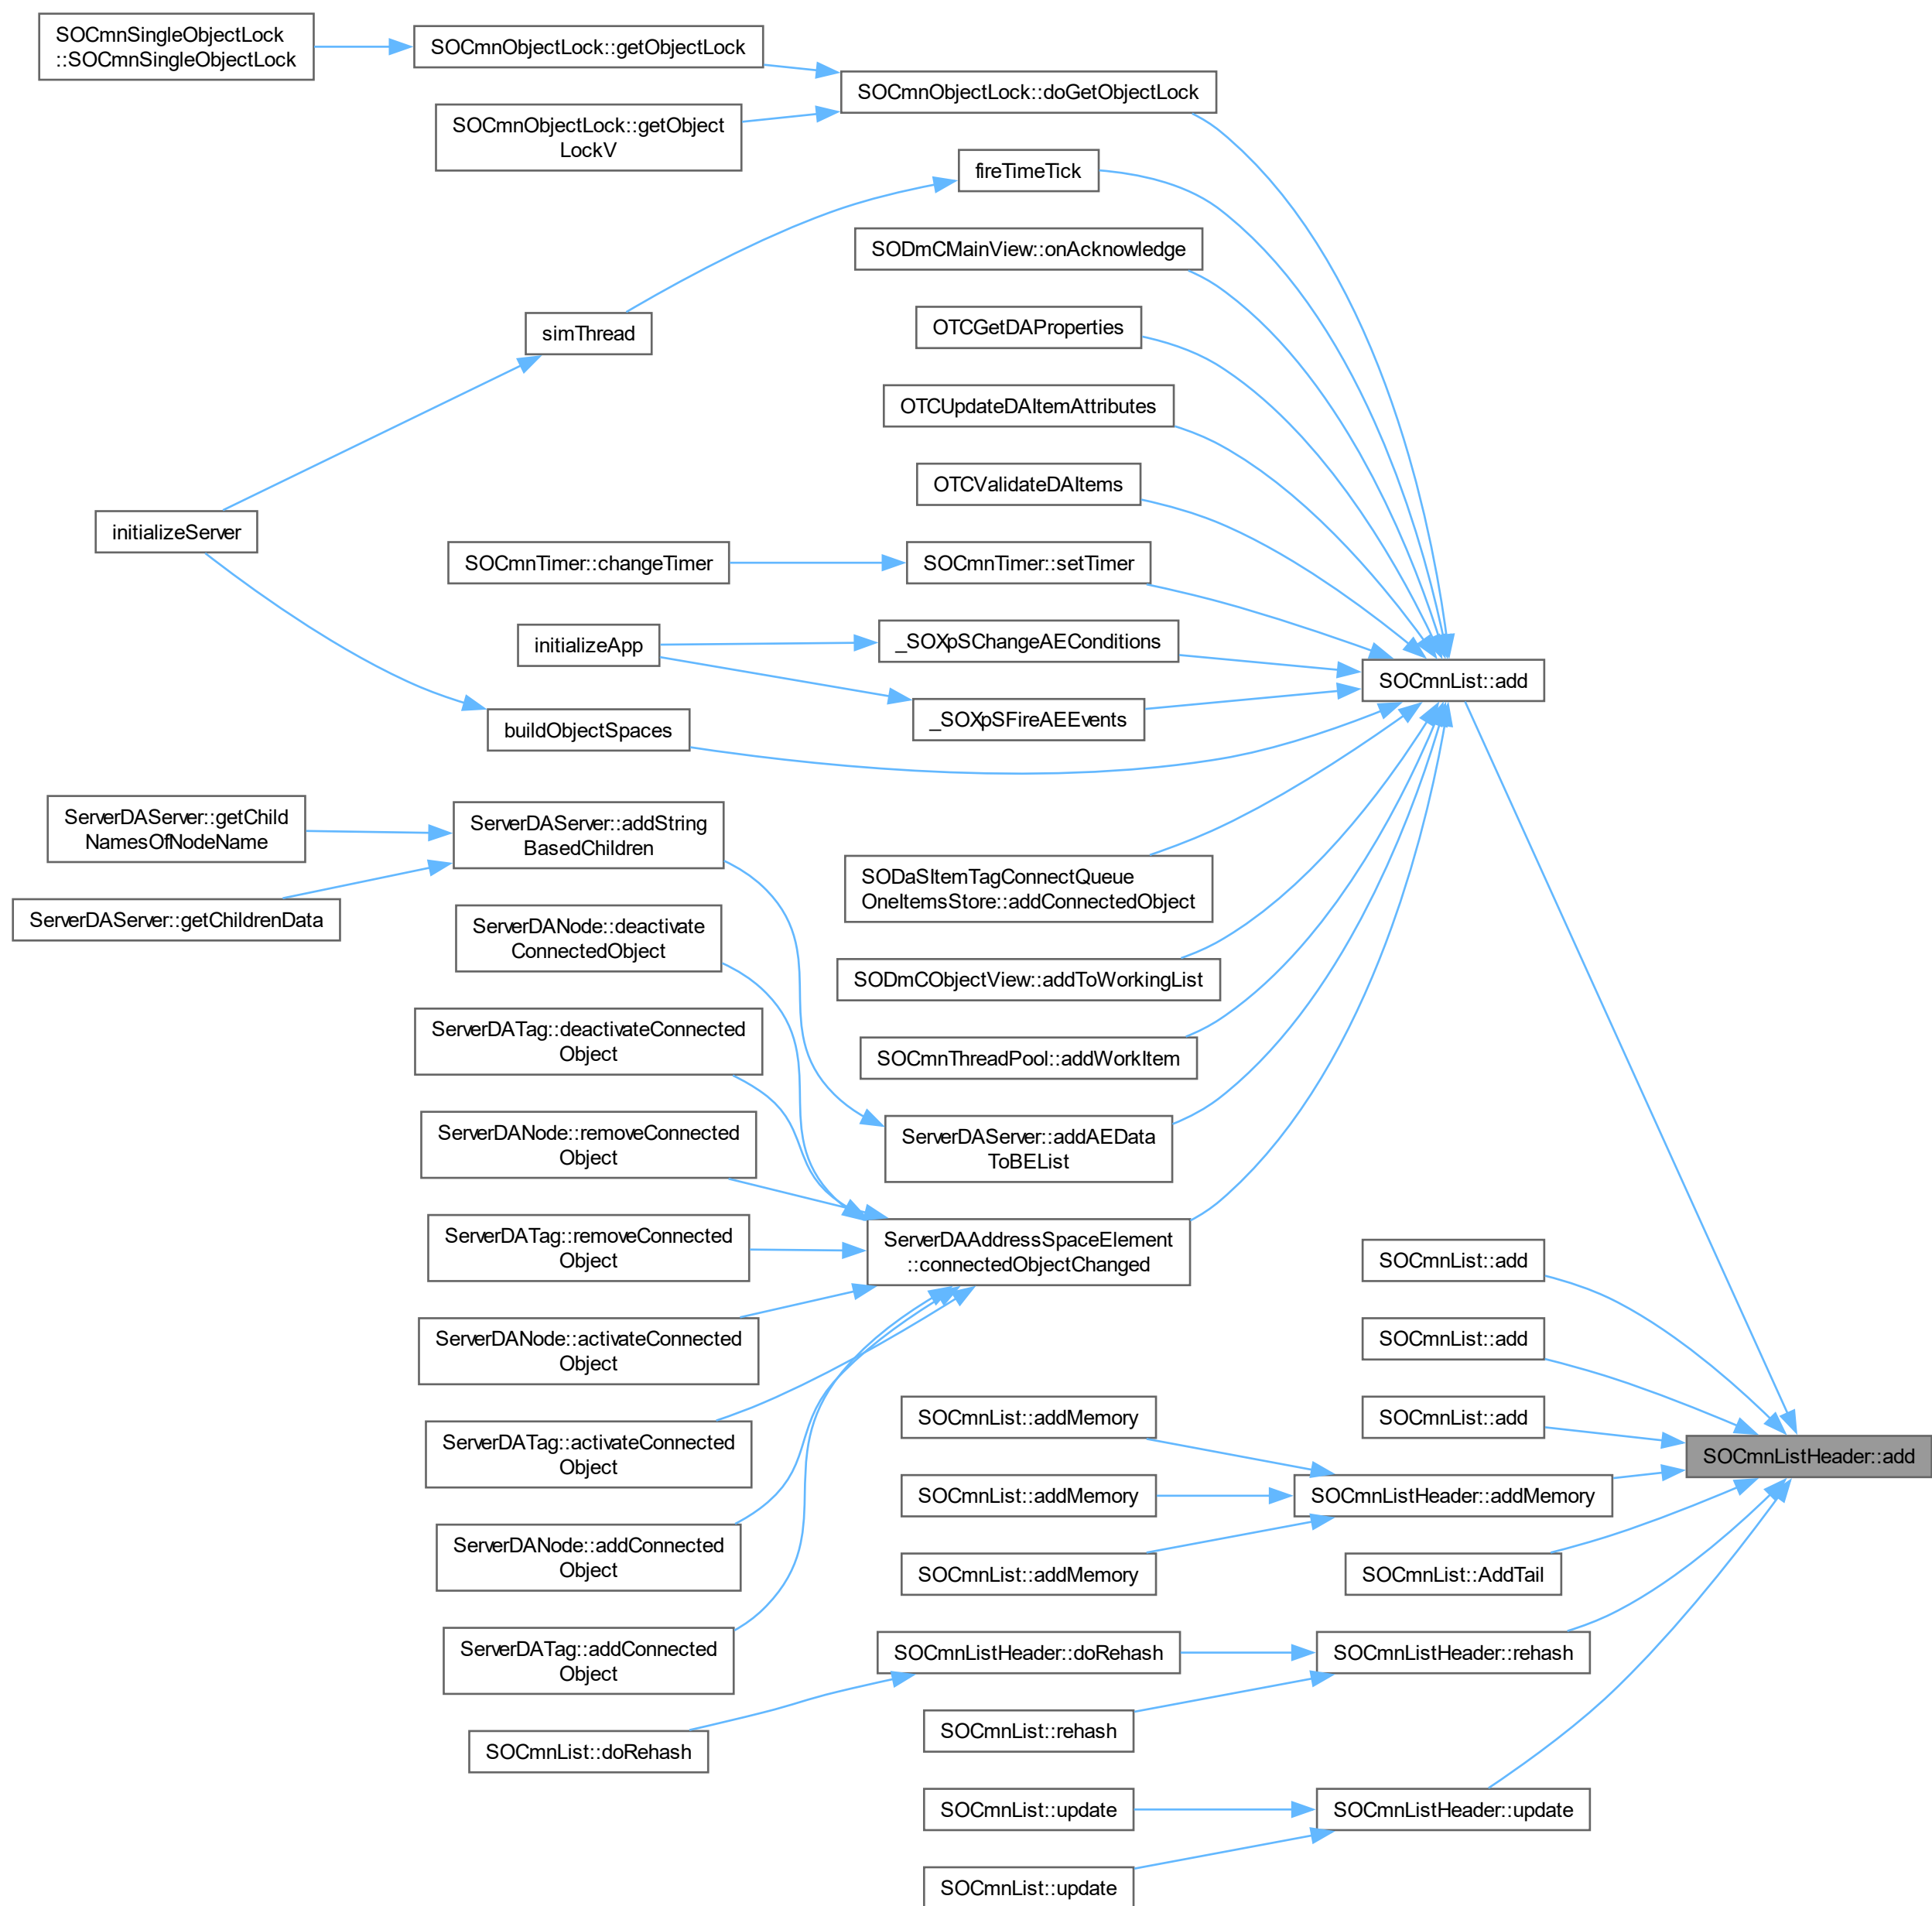 SOCmnSingleObjectLock
::SOCmnSingleObjectLock
SOCmnObjectLock::getObjectLock
SOCmnObjectLock::doGetObjectLock
SOCmnObjectLock::getObject
LockV
fireTimeTick
SODmCMainView::onAcknowledge
OTCGetDAProperties
simThread
OTCUpdateDAItemAttributes
OTCValidateDAItems
initializeServer
SOCmnTimer::changeTimer
SOCmnTimer::setTimer
initializeApp
_SOXpSChangeAEConditions
SOCmnList::add
_SOXpSFireAEEvents
buildObjectSpaces
ServerDAServer::getChild
NamesOfNodeName
ServerDAServer::addString
BasedChildren
SODaSItemTagConnectQueue
OneItemsStore::addConnectedObject
ServerDAServer::getChildrenData
ServerDANode::deactivate
ConnectedObject
SODmCObjectView::addToWorkingList
ServerDATag::deactivateConnected
Object
SOCmnThreadPool::addWorkItem
ServerDANode::removeConnected
Object
ServerDAServer::addAEData
ToBEList
ServerDATag::removeConnected
Object
ServerDAAddressSpaceElement
::connectedObjectChanged
SOCmnList::add
ServerDANode::activateConnected
Object
SOCmnList::add
ServerDATag::activateConnected
Object
SOCmnList::addMemory
SOCmnList::add
SOCmnListHeader::add
SOCmnList::addMemory
SOCmnListHeader::addMemory
ServerDANode::addConnected
Object
SOCmnList::addMemory
SOCmnList::AddTail
ServerDATag::addConnected
Object
SOCmnListHeader::doRehash
SOCmnListHeader::rehash
SOCmnList::doRehash
SOCmnList::rehash
SOCmnList::update
SOCmnListHeader::update
SOCmnList::update